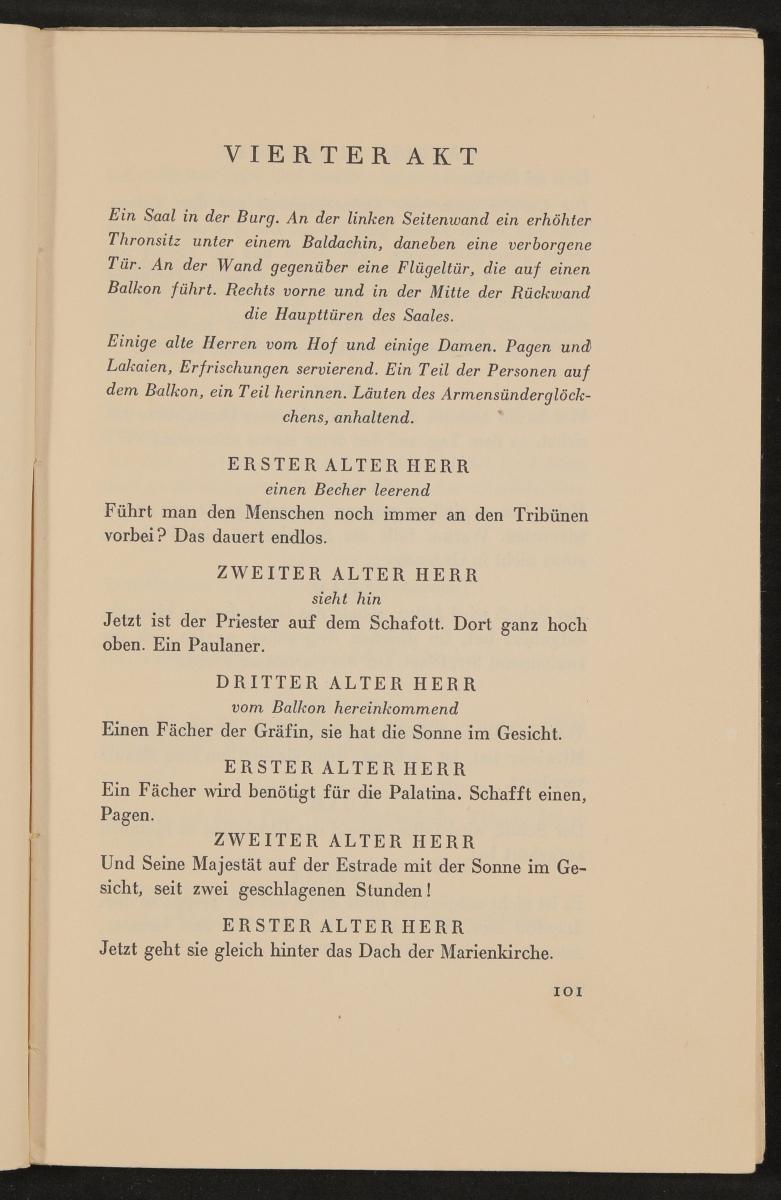 VIERTER AKT
Ein Saal in der Burg. An der linken Seitenwand ein erhöhter
Thronsitz unter einem Baldachin, daneben eine verborgene
Tür. An der Wand gegenüber eine Flügeltür, die auf einen
Balkon führt. Rechts vorne und in der Mitte der Rückwand
die Haupttüren des Saales.
Einige alte Herren vom Hof und einige Damen. Pagen und
Lakaien, Erfrischungen servierend. Ein Teil der Personen auf
dem Balkon, ein Teil herinnen. Läuten des Armensünderglöck-
chens, anhaltend.
ERSTER ALTER HERR
einen Becher leerend
Führt man den Menschen noch immer an den Tribünen
vorbei? Das dauert endlos.
ZWEITER ALTER HERR
sieht hin
Jetzt ist der Priester auf dem Schafott. Dort ganz hoch
oben. Ein Paulaner.
DRITTER ALTER HERR
vom Balkon hereinkommend
Einen Fächer der Gräfin, sie hat die Sonne im Gesicht.
ERSTER ALTER HERR
Ein Fächer wird benötigt für die Palatina. Schafft einen,
Pagen.
ZWEITER ALTER HERR
Und Seine Majestät auf der Estrade mit der Sonne im Ge-
sicht, seit zwei geschlagenen Stunden!
ERSTER ALTER HERR
Jetzt geht sie gleich hinter das Dach der Marienkirche.
101